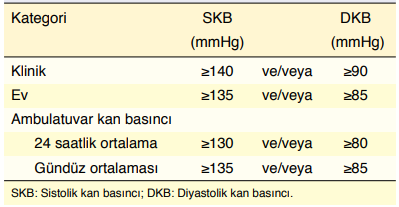 Kategori SKB DKB
(mmHg) (mmHg)
Klinik ≥140 ve/veya ≥90
Ev ≥135 ve/veya ≥85
Ambulatuvar kan basıncı
24 saatlik ortalama ≥130 ve/veya ≥80
Gündüz ortalaması ≥135 ve/veya ≥85
SKB: Sistolik kan basıncı; DKB: Diyastolik kan basıncı.